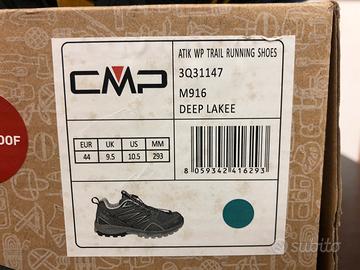 CMP
ATIK WP TRAIL RUNNING SHOES
3Q31147
M916
DEEP LAKEE
EUR UK US MM
44 9.5 10.5 293
8 059342 416293
OOF
subito